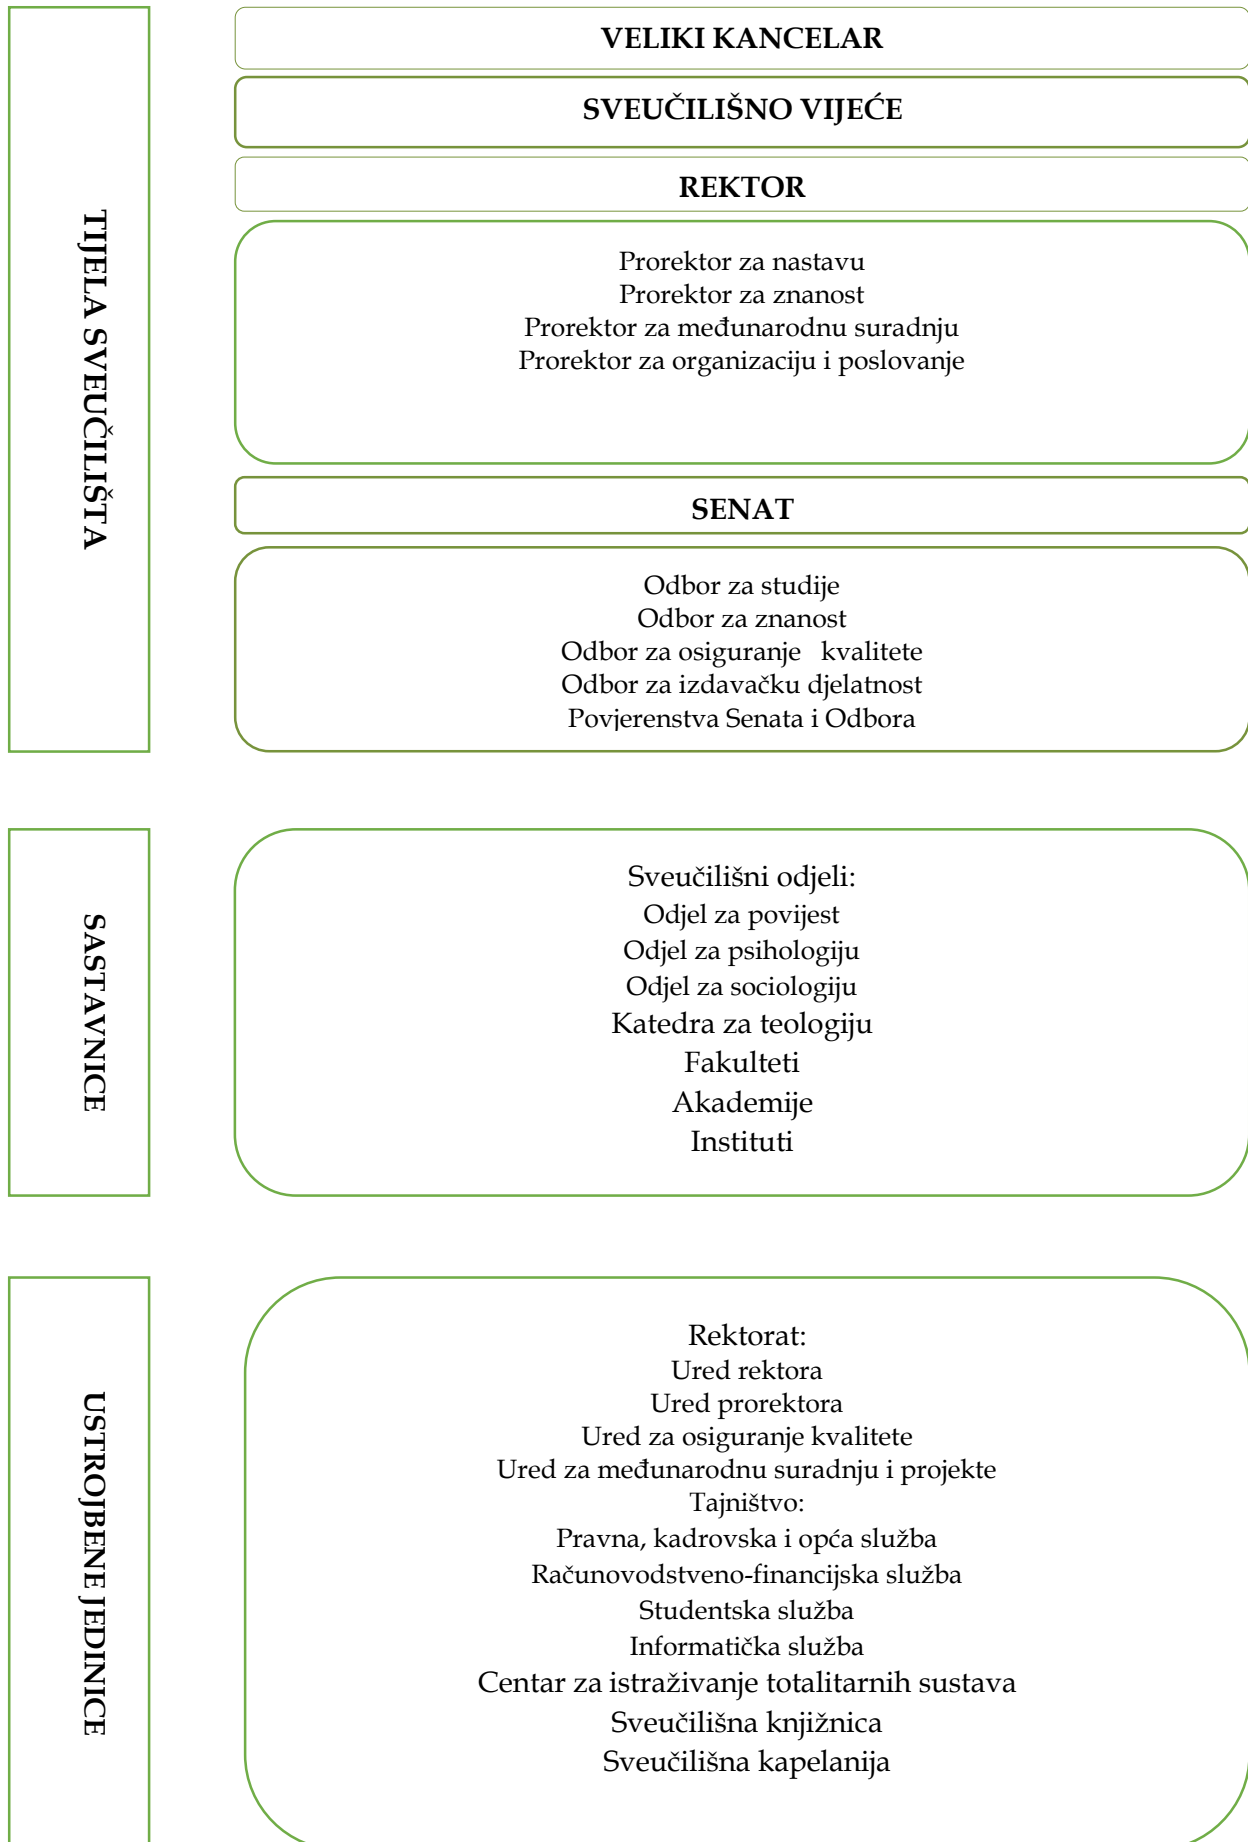 TIJELA SVEUČILIŠTA
VELIKI KANCELAR
SVEUČILIŠNO VIJEĆE
REKTOR
Prorektor za nastavu
Prorektor za znanost
Prorektor za međunarodnu suradnju
Prorektor za organizaciju i poslovanje
SENAT
Odbor za studije
Odbor za znanost
Odbor za osiguranje kvalitete
Odbor za izdavačku djelatnost
Povjerenstva Senata i Odbora
SASTAVNICE
Sveučilišni odjeli:
Odjel za povijest
Odjel za psihologiju
Odjel za sociologiju
Katedra za teologiju
Fakulteti
Akademije
Instituti
USTROJBENE JEDINICE
Rektorat:
Ured rektora
Ured prorektora
Ured za osiguranje kvalitete
Ured za međunarodnu suradnju i projekte
Tajništvo:
Pravna, kadrovska i opća služba
Računovodstveno-financijska služba
Studentska služba
Informatička služba
Centar za istraživanje totalitarnih sustava
Sveučilišna knjižnica
Sveučilišna kapelanija